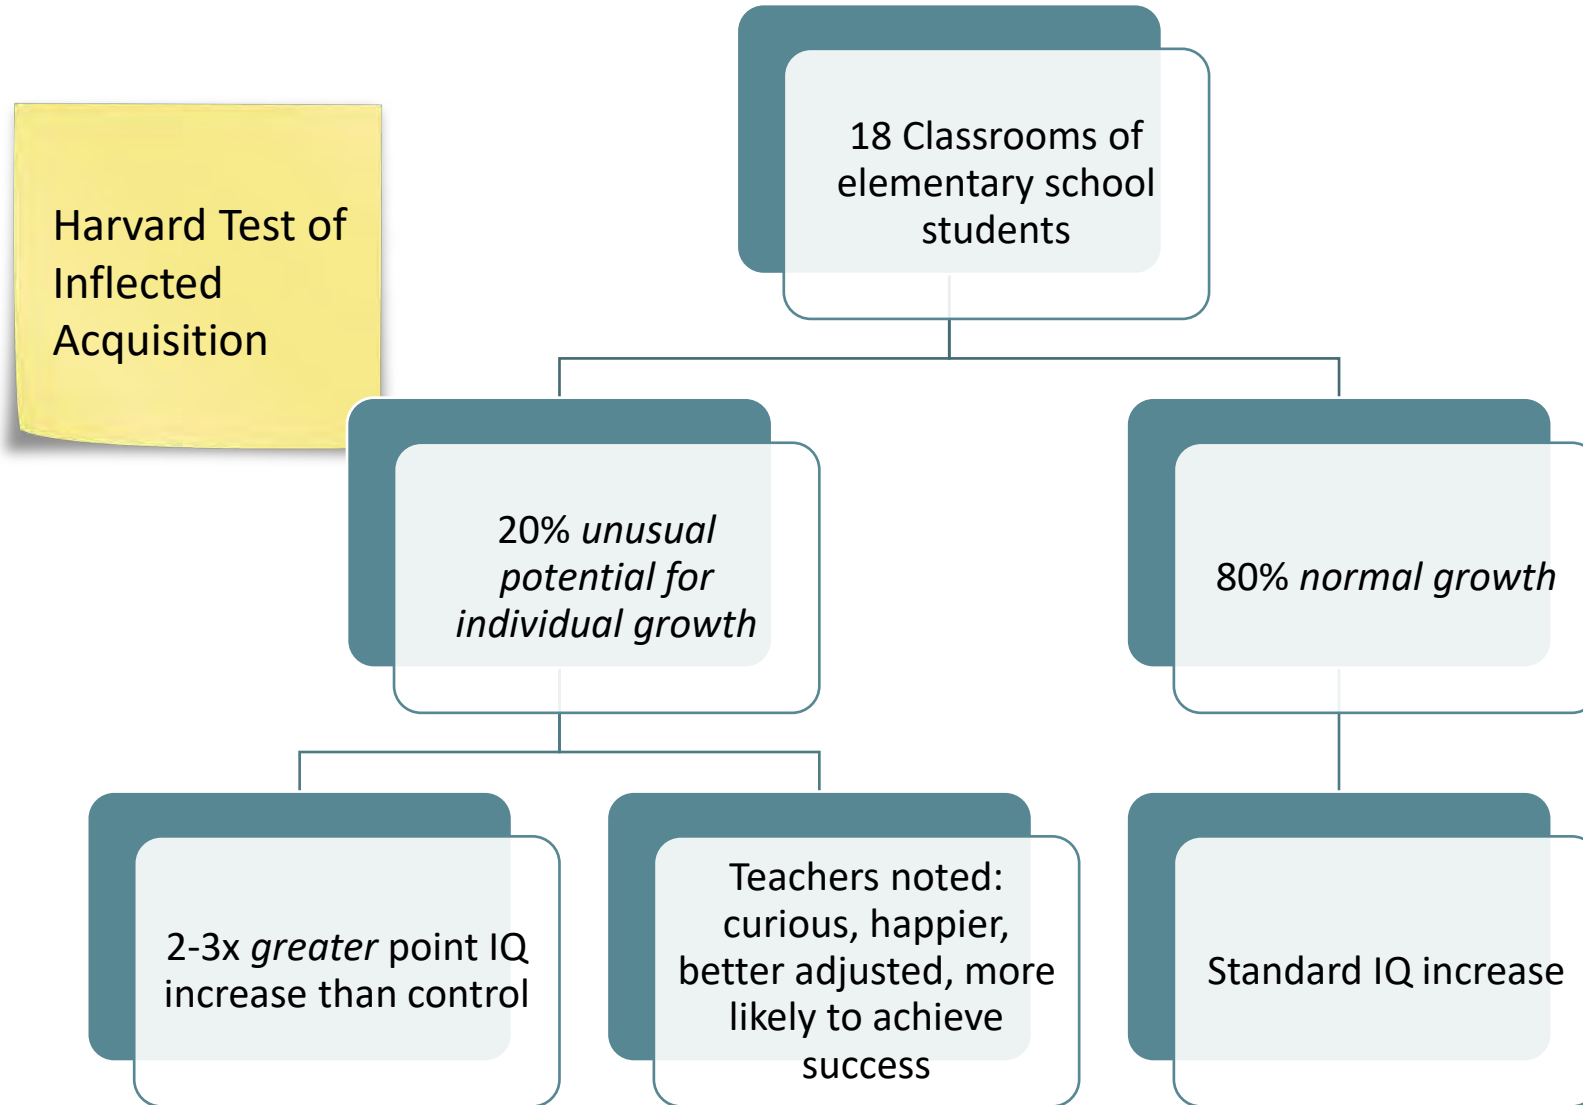 Harvard Test of
Inflected
Acquisition
18 Classrooms of
elementary school
students
20% unusual
potential for
individual growth
80% normal growth
2-3x greater point IQ
increase than control
Teachers noted:
curious, happier,
better adjusted, more
likely to achieve
success
Standard IQ increase